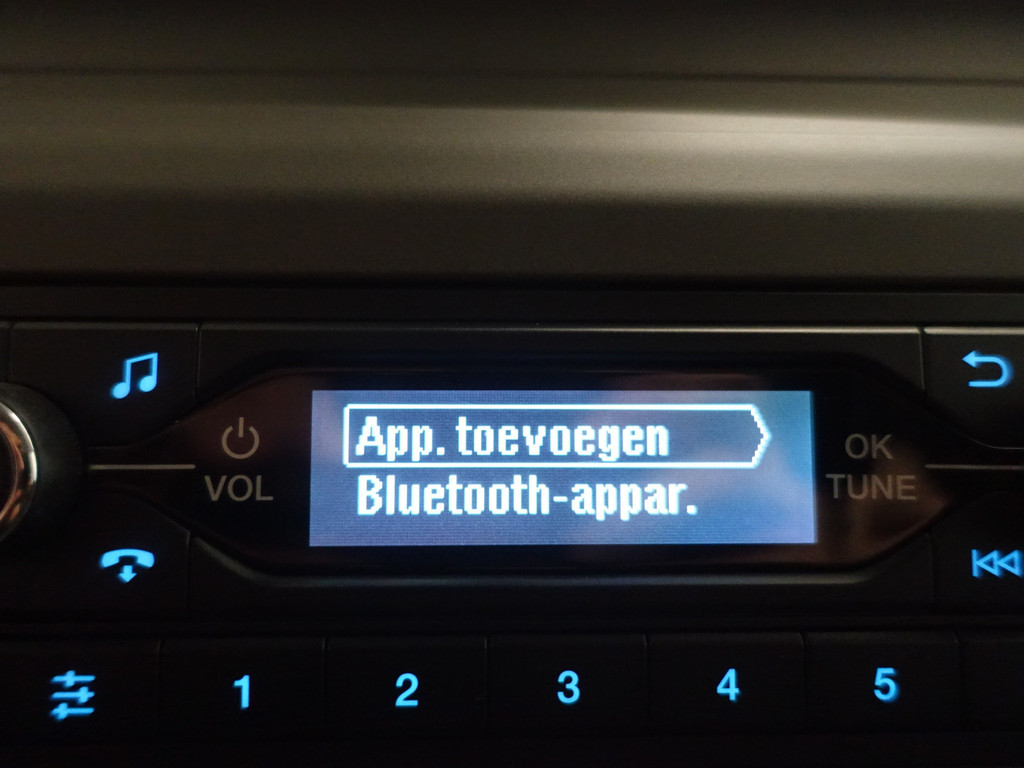 App. toevoegen
Bluetooth-appar.
VOL
OK
TUNE
1 2 3 4 5